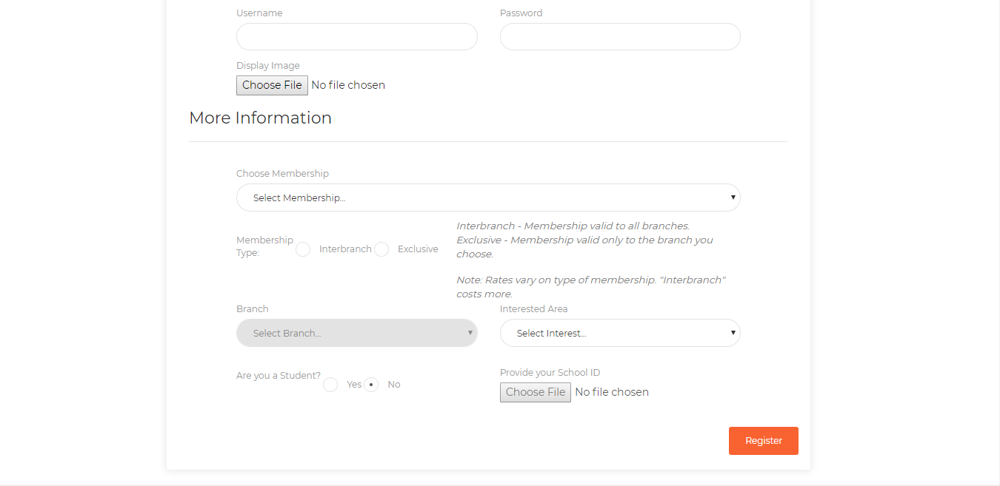 Username Password
Display Image
Choose File No file chosen
More Information
Choose Membership
Select Membership...
Membership
Type: Interbranch Exclusive
Interbranch - Membership valid to all branches.
Exclusive - Membership valid only to the branch you
choose.
Note: Rates vary on type of membership. "Interbranch"
costs more.
Branch Interested Area
Select Branch... Select Interest...
Are you a Student? Yes No
Provide your School ID
Choose File No file chosen
Register